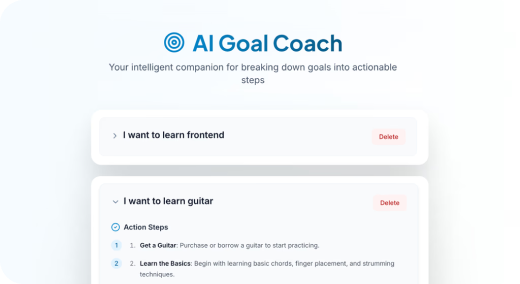 AI Goal Coach
Your intelligent companion for breaking down goals into actionable
steps
I want to learn frontend
Delete
I want to learn guitar
Delete
Action Steps
1 1. Get a Guitar: Purchase or borrow a guitar to start practicing.
2 2. Learn the Basics: Begin with learning basic chords, finger placement, and strumming
techniques.